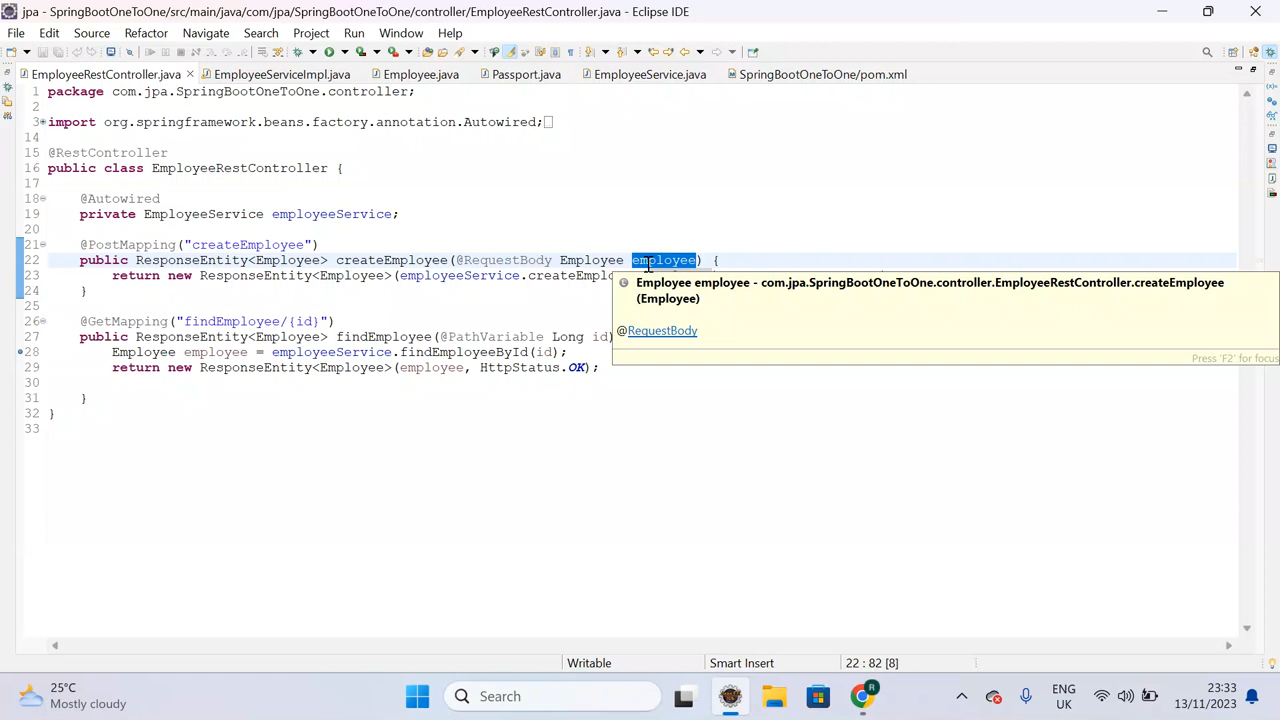 jpa - SpringBootOneToOne/src/main/java/com/jpa/SpringBootOneToOne/controller/EmployeeRestController.java - Eclipse IDE
File Edit Source Refactor Navigate Search Project Run Window Help
EmployeeRestController.java EmployeeServiceImpl.java Employee.java Passport.java EmployeeService.java SpringBootOneToOne/pom.xml
1 package com.jpa.SpringBootOneToOne.controller;
2
3 import org.springframework.beans.factory.annotation.Autowired;
14
15 @RestController
16 public class EmployeeRestController {
17
18 @Autowired
19 private EmployeeService employeeService;
20
21 @PostMapping("createEmployee")
22 public ResponseEntity<Employee> createEmployee(@RequestBody Employee employee) {
23 return new ResponseEntity<Employee>(employeeService.createEmplo
24 }
25
26 @GetMapping("findEmployee/{id}")
27 public ResponseEntity<Employee> findEmployee(@PathVariable Long id)
28 Employee employee = employeeService.findEmployeeById(id);
29 return new ResponseEntity<Employee>(employee, HttpStatus.OK);
30
31 }
32 }
33
Employee employee - com.jpa.SpringBootOneToOne.controller.EmployeeRestController.createEmployee
(Employee)
@RequestBody
Press 'F2' for focus
Writable Smart Insert 22 : 82 [8]
25°C
Mostly cloudy
Search
R
ENG
UK
23:33
13/11/2023